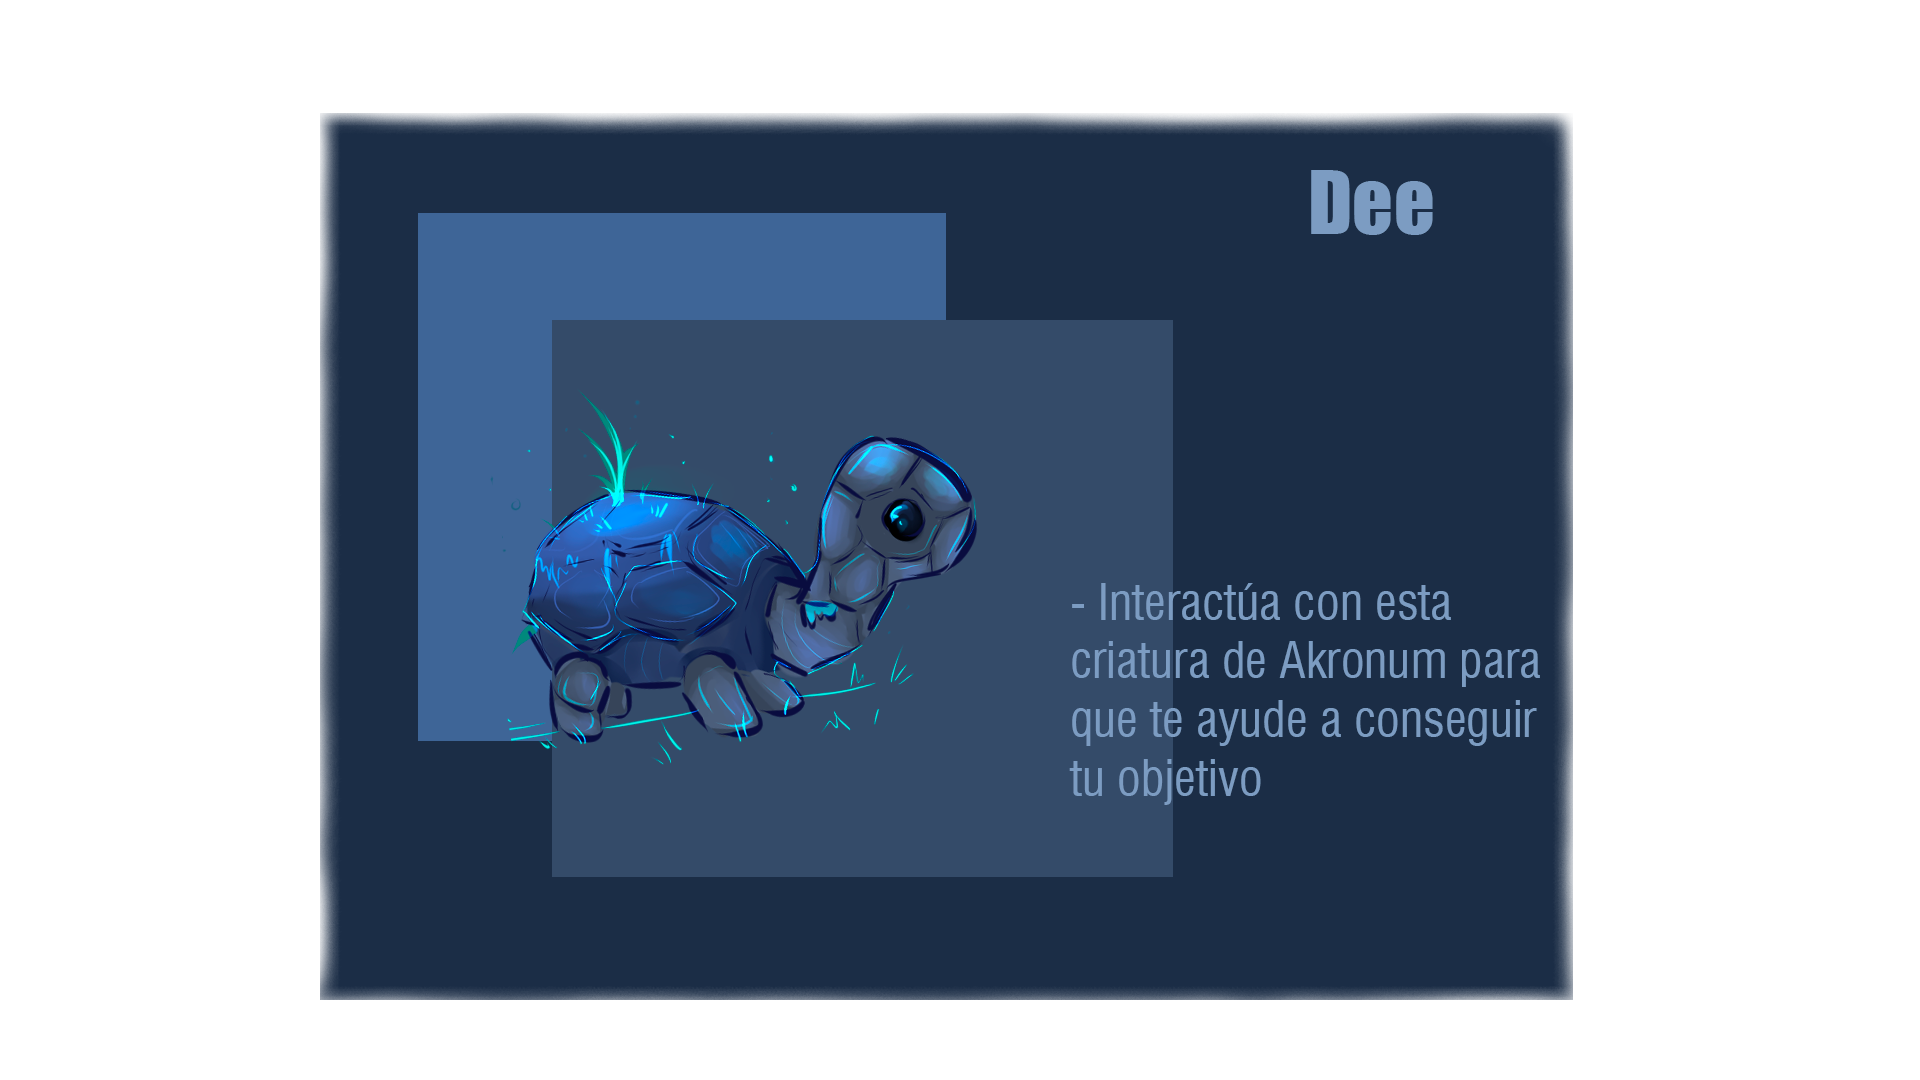 Dee
- Interactúa con esta
criatura de Akronum para
que te ayude a conseguir
tu objetivo